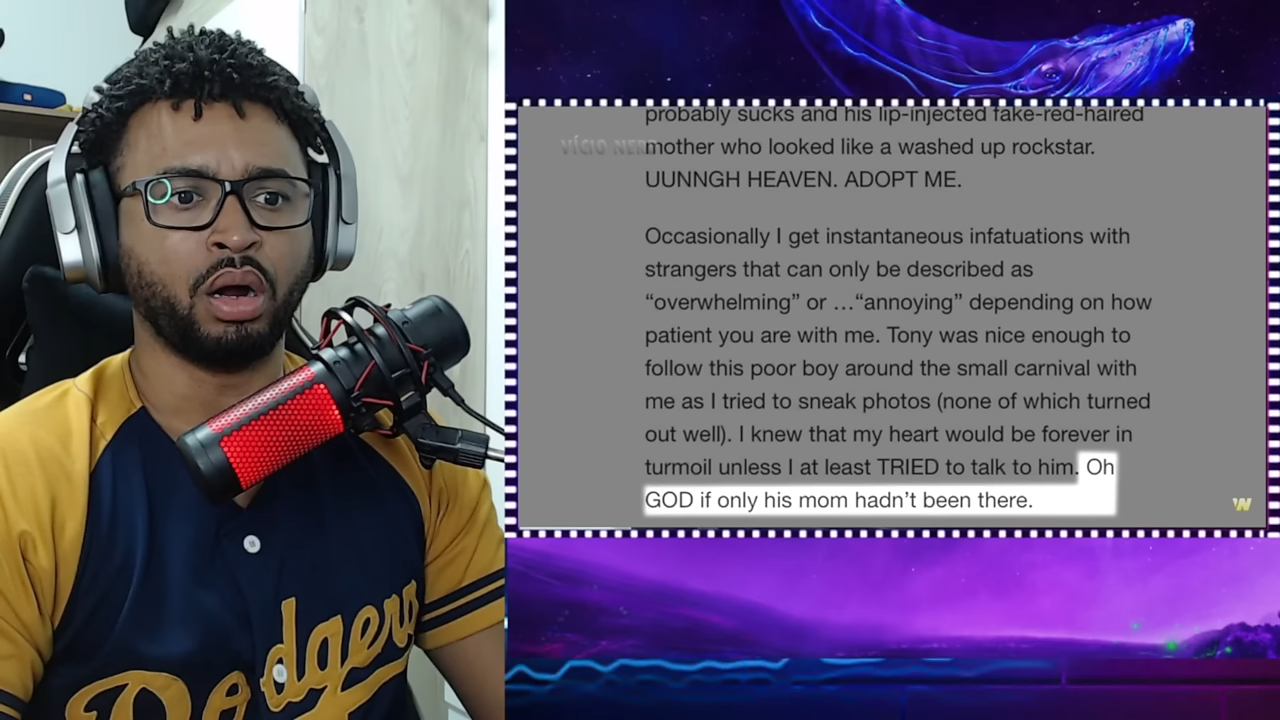 probably sucks and his lip-injected fake-red-haired
mother who looked like a washed up rockstar.
UUNNGH HEAVEN. ADOPT ME.
Occasionally I get instantaneous infatuations with
strangers that can only be described as
“overwhelming” or …“annoying” depending on how
patient you are with me. Tony was nice enough to
follow this poor boy around the small carnival with
me as I tried to sneak photos (none of which turned
out well). I knew that my heart would be forever in
turmoil unless I at least TRIED to talk to him. Oh
GOD if only his mom hadn’t been there.
VÍCIO
W
Dodgers